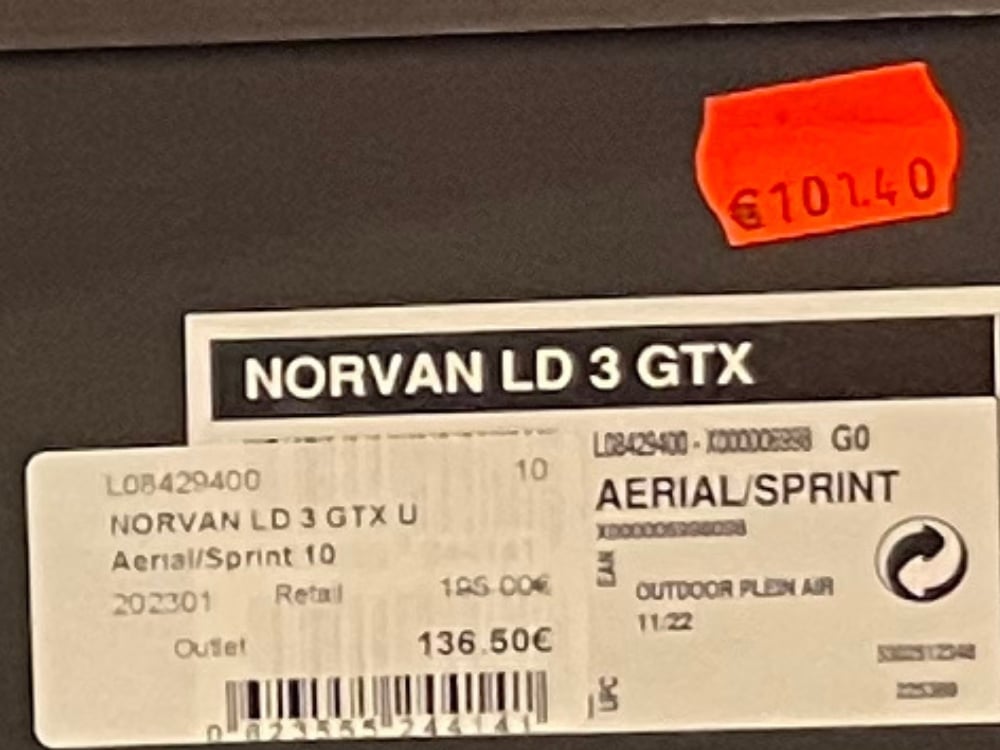 €101.40
NORVAN LD 3 GTX
L08429400 10
NORVAN LD 3 GTX U
Aerial/Sprint 10
202301 Retail 195.00€
Outlet 136.50€
L08429400 - G0
AERIAL/SPRINT
EAN
OUTDOOR PLEIN AIR
11/22
UPC